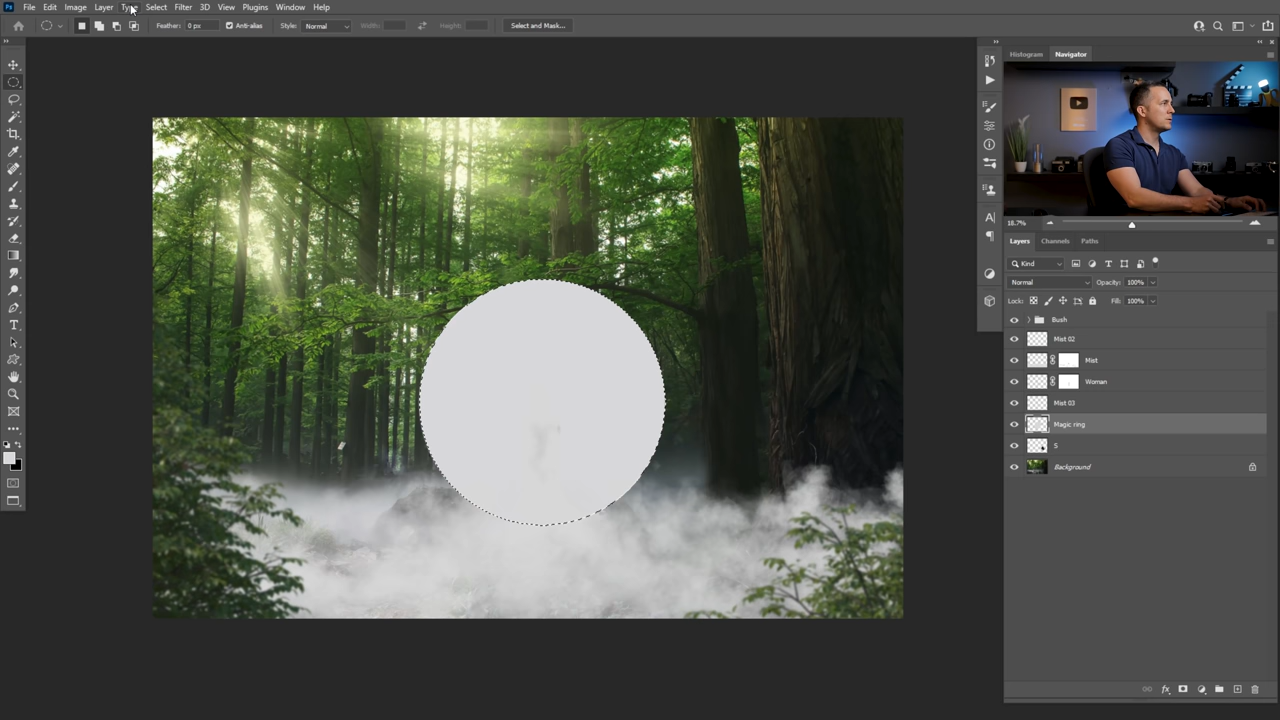 Ps File Edit Image Layer Type Select Filter 3D View Plugins Window Help
Feather: 0 px Anti-alias Style: Normal Width: Height: Select and Mask...
Histogram Navigator
18.7%
Layers Channels Paths
Kind
Normal Opacity: 100%
Lock: Fill: 100%
Bush
Mist 02
Mist
Woman
Mist 03
Magic ring
S
Background